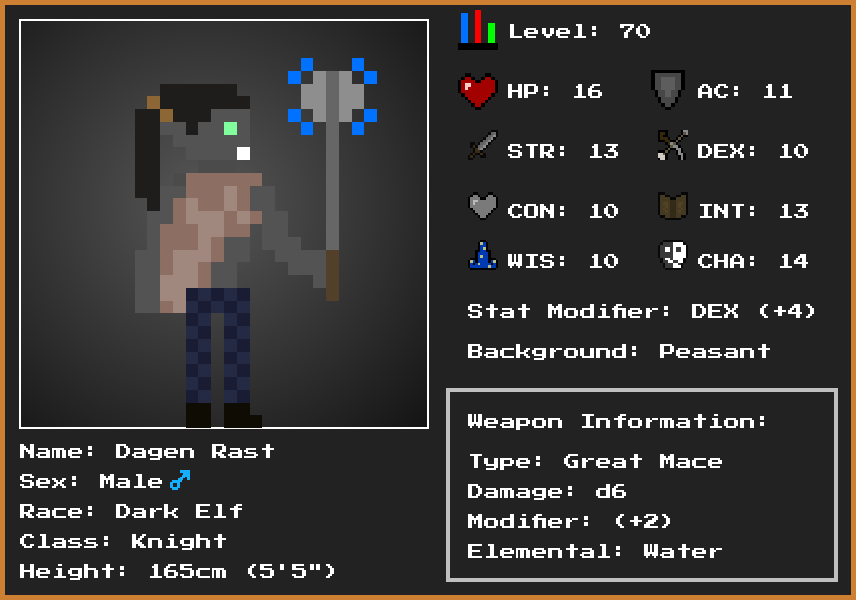 Level: 70
HP: 16
AC: 11
STR: 13
DEX: 10
CON: 10
INT: 13
WIS: 10
CHA: 14
Stat Modifier: DEX (+4)
Background: Peasant
Weapon Information:
Type: Great Mace
Damage: d6
Modifier: (+2)
Elemental: Water
Name: Dagen Rast
Sex: Male♂
Race: Dark Elf
Class: Knight
Height: 165cm (5'5")